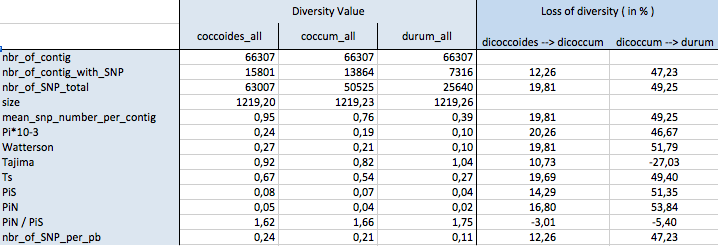 Diversity Value Loss of diversity ( in % )
coccoides_all coccum_all durum_all dicoccoides --> dicoccum dicoccum --> durum
nbr_of_contig 66307 66307 66307
nbr_of_contig_with_SNP 15801 13864 7316 12,26 47,23
nbr_of_SNP_total 63007 50525 25640 19,81 49,25
size 1219,20 1219,23 1219,26
mean_snp_number_per_contig 0,95 0,76 0,39 19,81 49,25
Pi*10-3 0,24 0,19 0,10 20,26 46,67
Watterson 0,27 0,21 0,10 19,81 51,79
Tajima 0,92 0,82 1,04 10,73 -27,03
Ts 0,67 0,54 0,27 19,69 49,40
PiS 0,08 0,07 0,04 14,29 51,35
PiN 0,05 0,04 0,02 16,80 53,84
PiN / PiS 1,62 1,66 1,75 -3,01 -5,40
nbr_of_SNP_per_pb 0,24 0,21 0,11 12,26 47,23